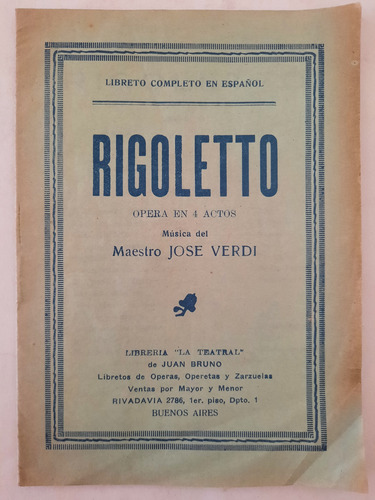 LIBRETO COMPLETO EN ESPAÑOL
RIGOLETTO
OPERA EN 4 ACTOS
Música del
Maestro JOSE VERDI
LIBRERIA "LA TEATRAL"
de JUAN BRUNO
Libretos de Operas, Operetas y Zarzuelas
Ventas por Mayor y Menor
RIVADAVIA 2786, 1er. piso, Dpto. 1
BUENOS AIRES